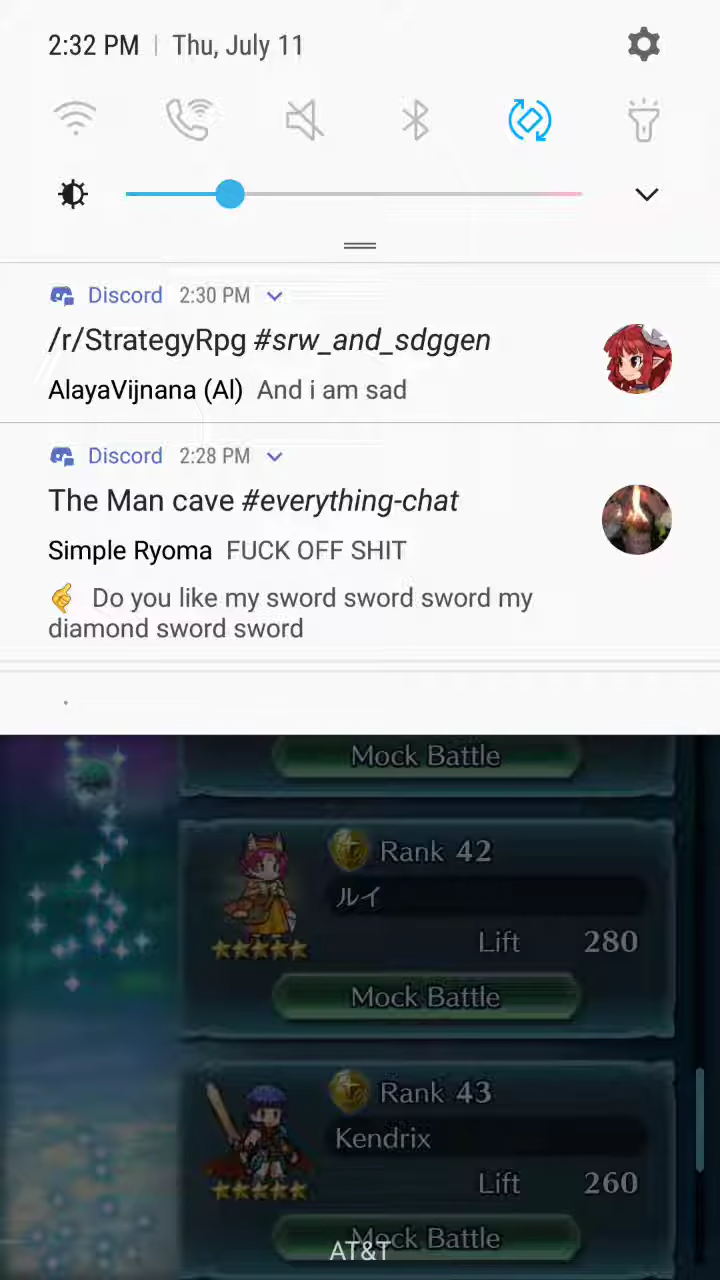 2:32 PM | Thu, July 11
Discord 2:30 PM
/r/StrategyRpg #srw_and_sdggen
AlayaVijnana (Al) And i am sad
Discord 2:28 PM
The Man cave #everything-chat
Simple Ryoma FUCK OFF SHIT
🤙 Do you like my sword sword sword my
diamond sword sword
Mock Battle
Rank 42
ルイ
Lift 280
Mock Battle
Rank 43
Kendrix
Lift 260
Mock Battle
AT&T